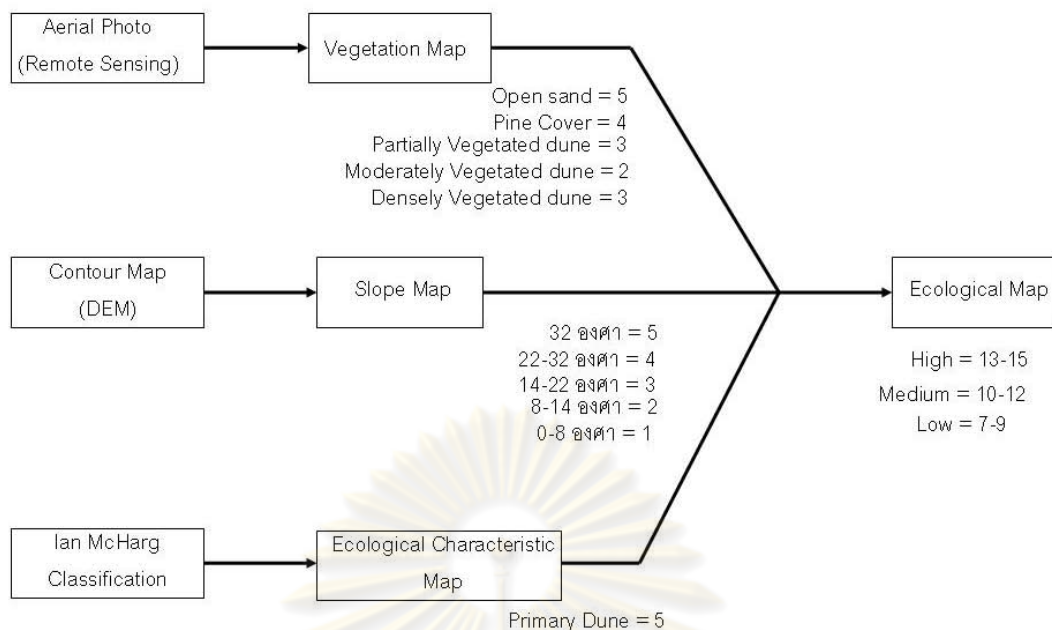 Aerial Photo
(Remote Sensing)
Vegetation Map
Open sand = 5
Pine Cover = 4
Partially Vegetated dune = 3
Moderately Vegetated dune = 2
Densely Vegetated dune = 3
Contour Map
(DEM)
Slope Map
32 องศา = 5
22-32 องศา = 4
14-22 องศา = 3
8-14 องศา = 2
0-8 องศา = 1
Ecological Map
High = 13-15
Medium = 10-12
Low = 7-9
Ian McHarg
Classification
Ecological Characteristic
Map
Primary Dune = 5